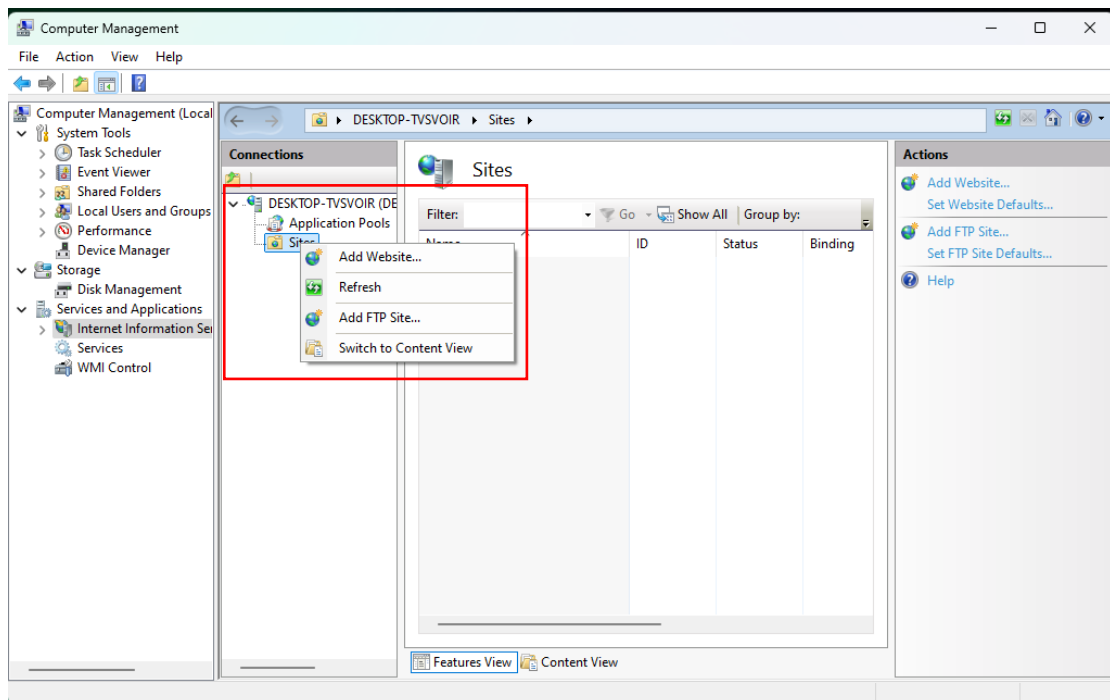 Computer Management
File Action View Help
Computer Management (Local
System Tools
Task Scheduler
Event Viewer
Shared Folders
Local Users and Groups
Performance
Device Manager
Storage
Disk Management
Services and Applications
Internet Information Ser
Services
WMI Control
DESKTOP-TVSVOIR Sites
Connections
DESKTOP-TVSVOIR (DE
Application Pools
Sites
Add Website...
Refresh
Add FTP Site...
Switch to Content View
Sites
Filter: Go Show All Group by:
Name ID Status Binding
Features View Content View
Actions
Add Website...
Set Website Defaults...
Add FTP Site...
Set FTP Site Defaults...
Help